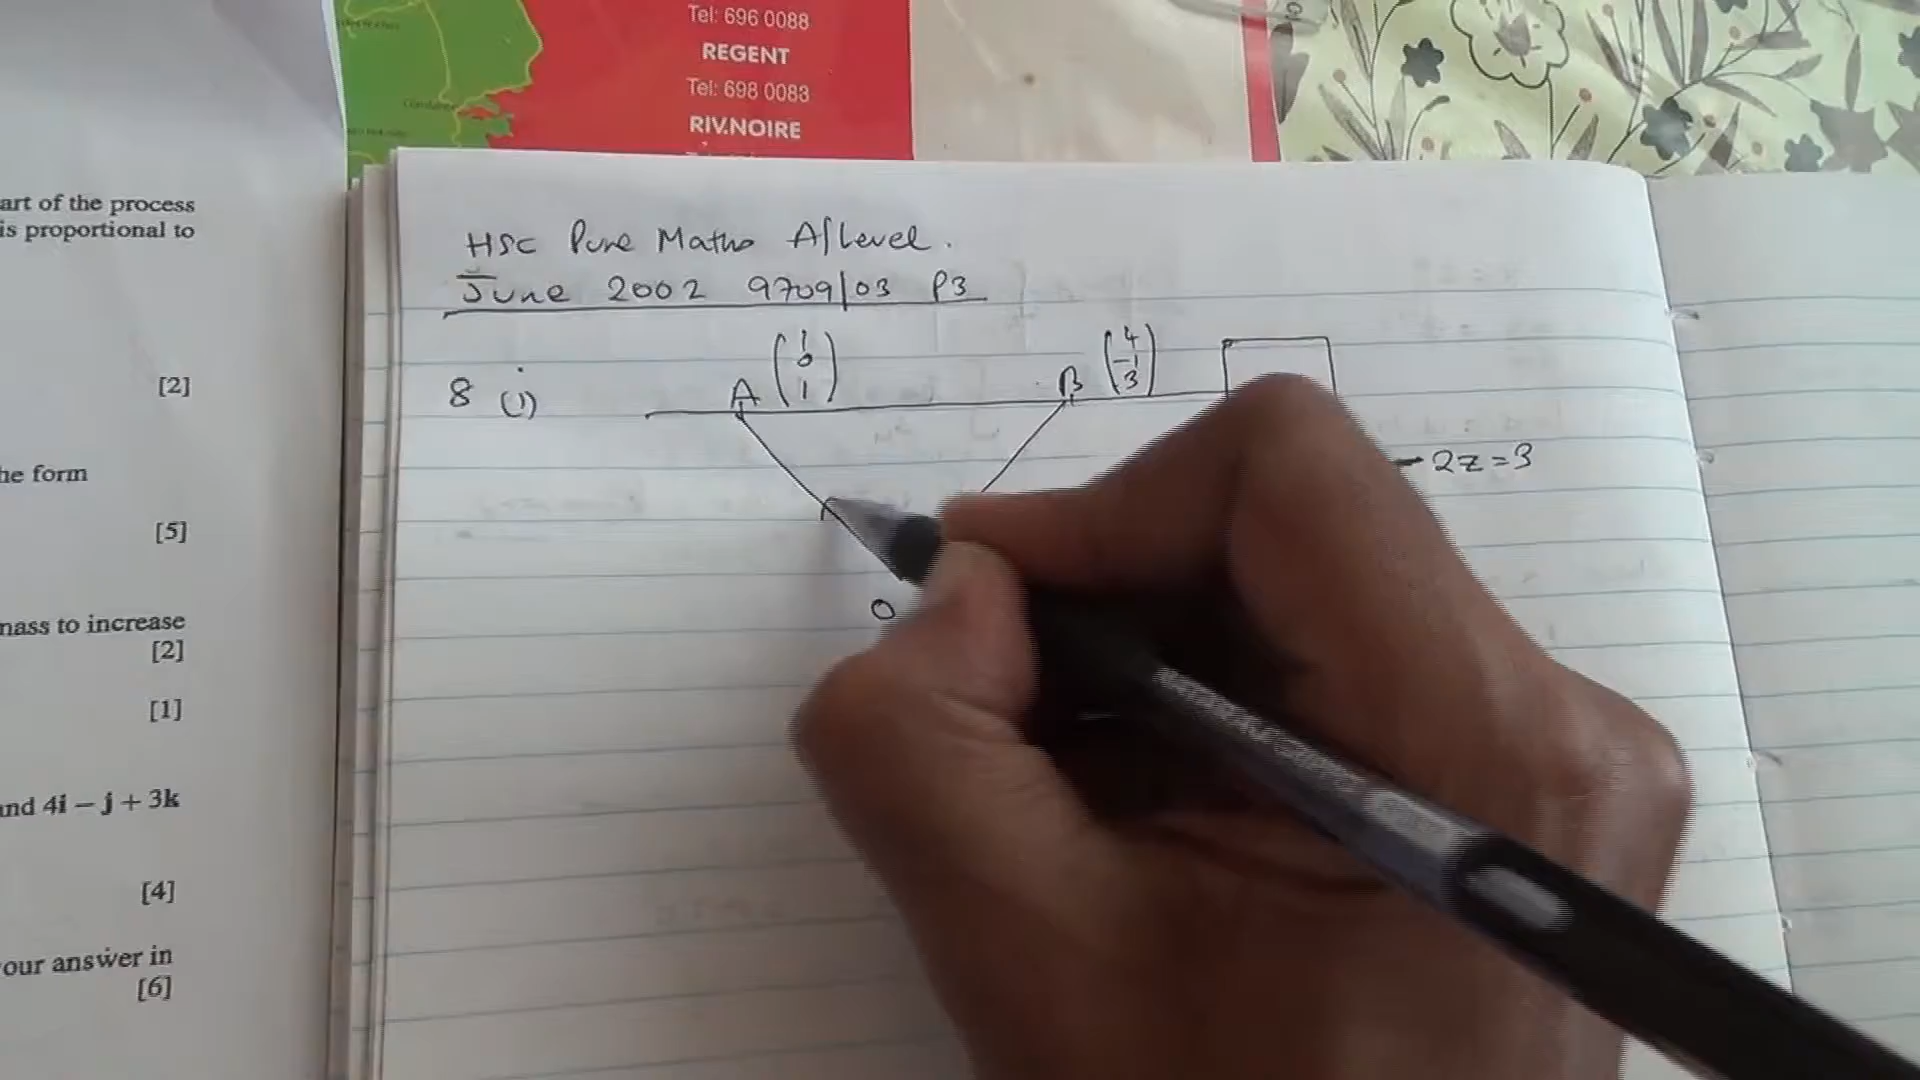 Tel: 696 0088
REGENT
Tel: 698 0083
RIV.NOIRE
art of the process
is proportional to
[2]
he form
[5]
mass to increase
[2]
[1]
and 4i – j + 3k
[4]
our answer in
[6]
HSC Pure Maths A/Level.
June 2002 9709/03 P3
8 (i)
A (1 0 1)
B (4 -1 3)
- 2z = 3
O